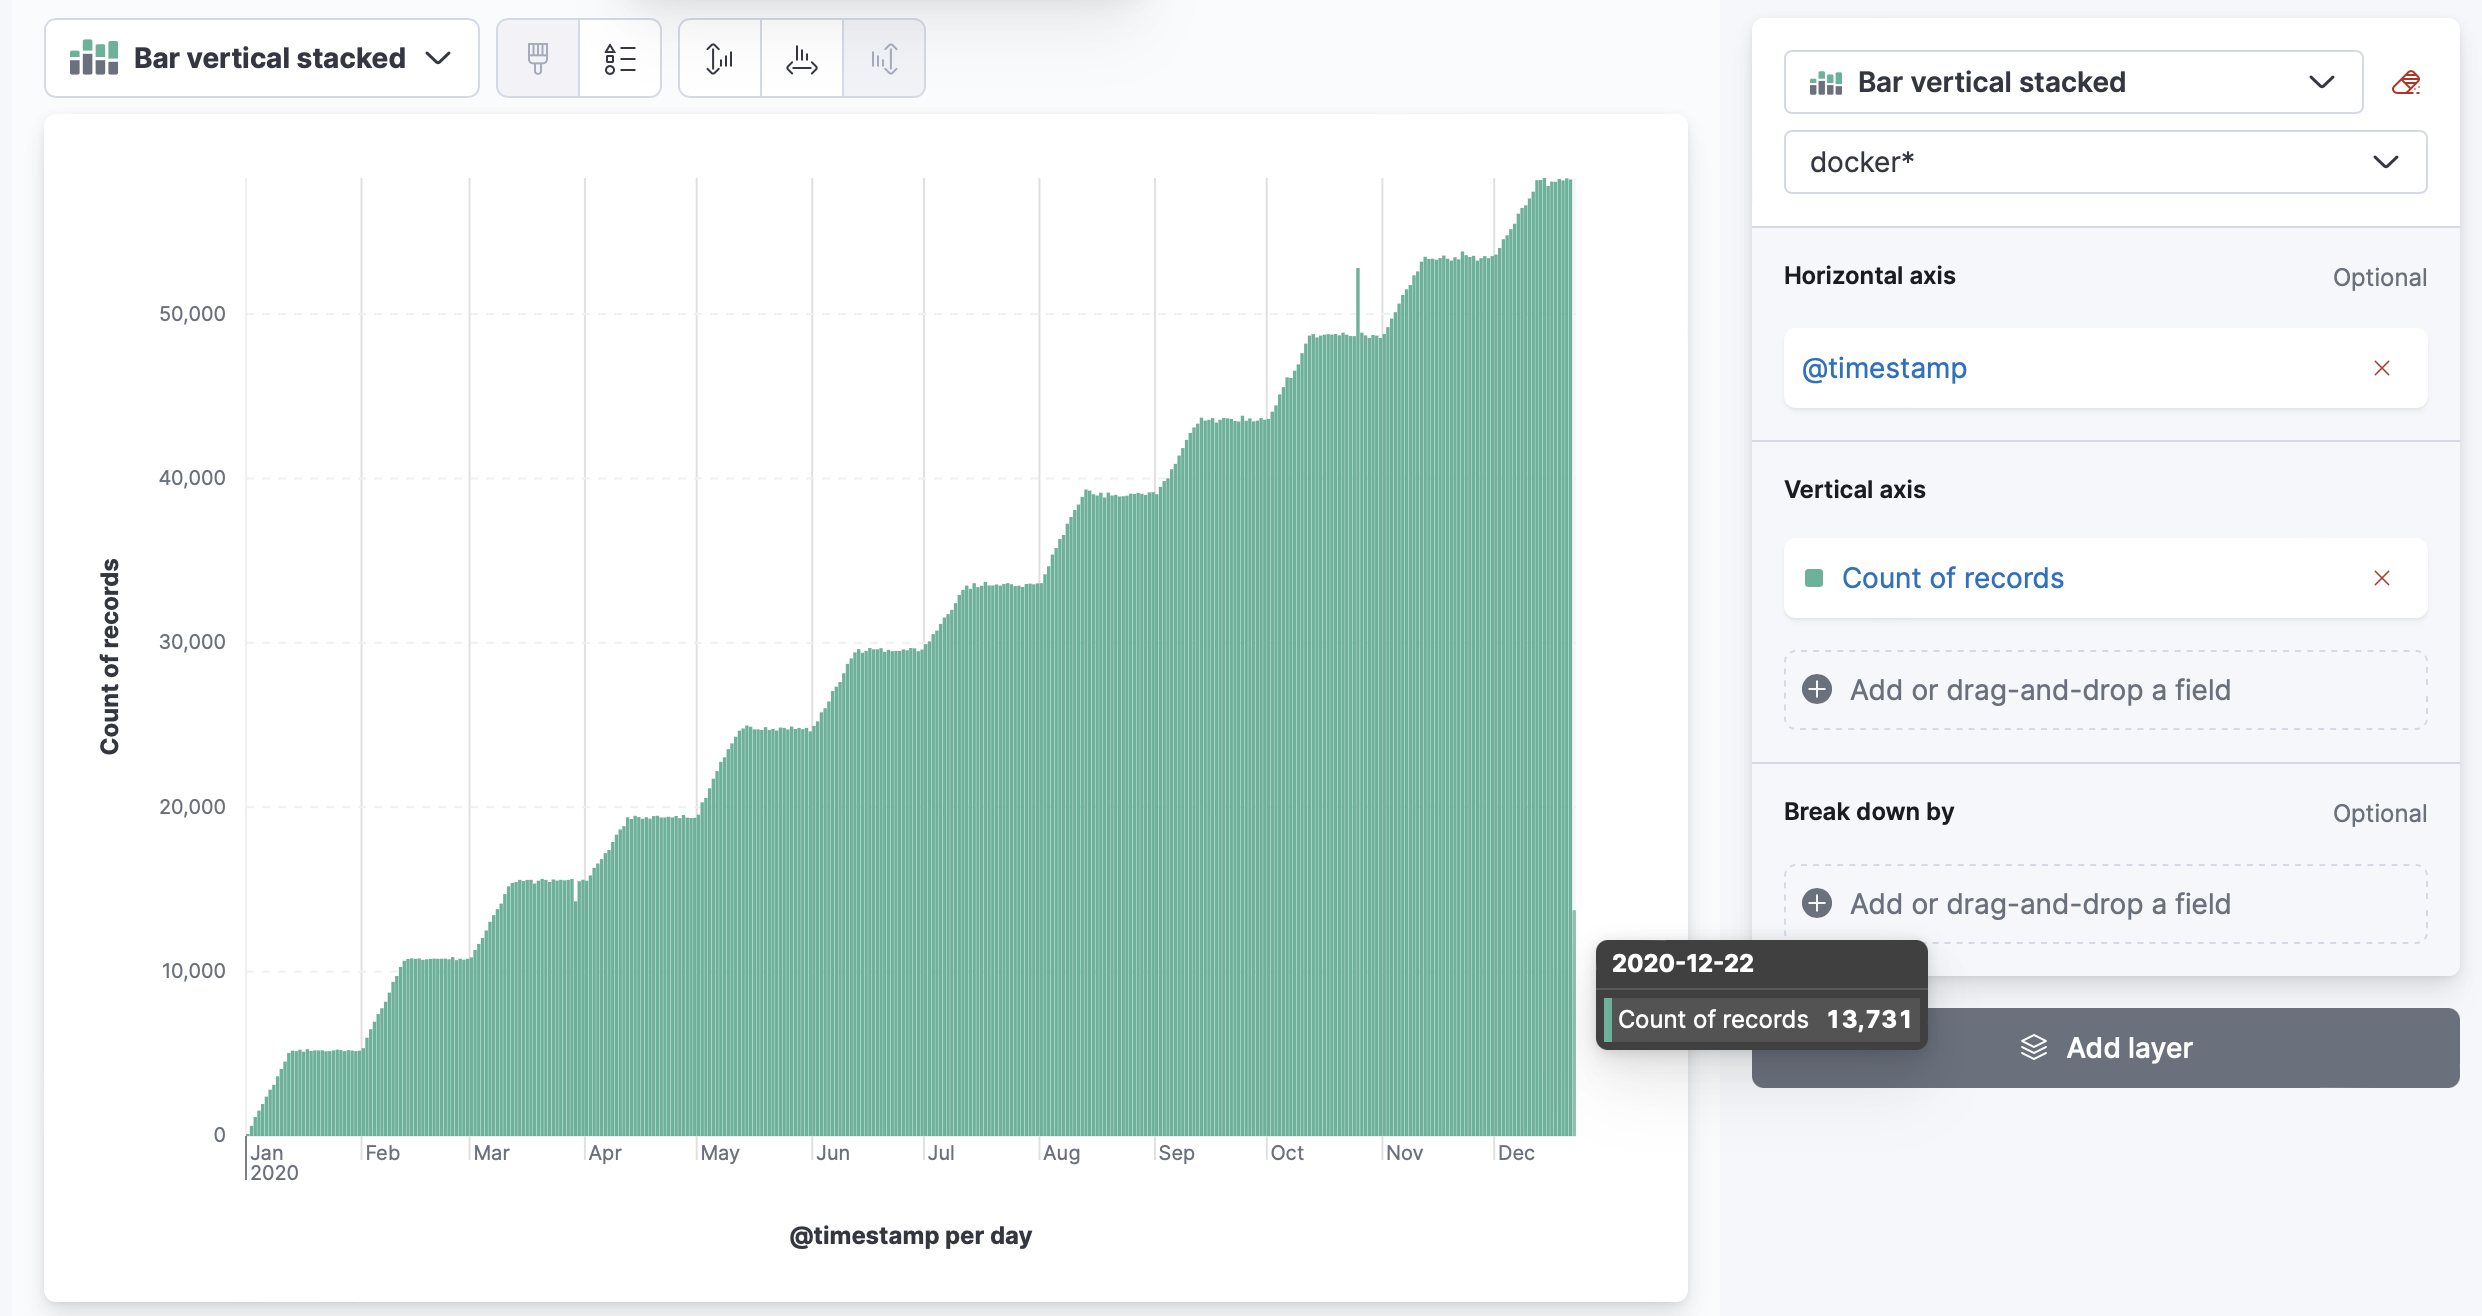 Bar vertical stacked
Count of records
50,000
40,000
30,000
20,000
10,000
0
Jan Feb Mar Apr May Jun Jul Aug Sep Oct Nov Dec
2020
@timestamp per day
2020-12-22
Count of records 13,731
Bar vertical stacked
docker*
Horizontal axis Optional
@timestamp
Vertical axis
Count of records
Add or drag-and-drop a field
Break down by Optional
Add or drag-and-drop a field
Add layer